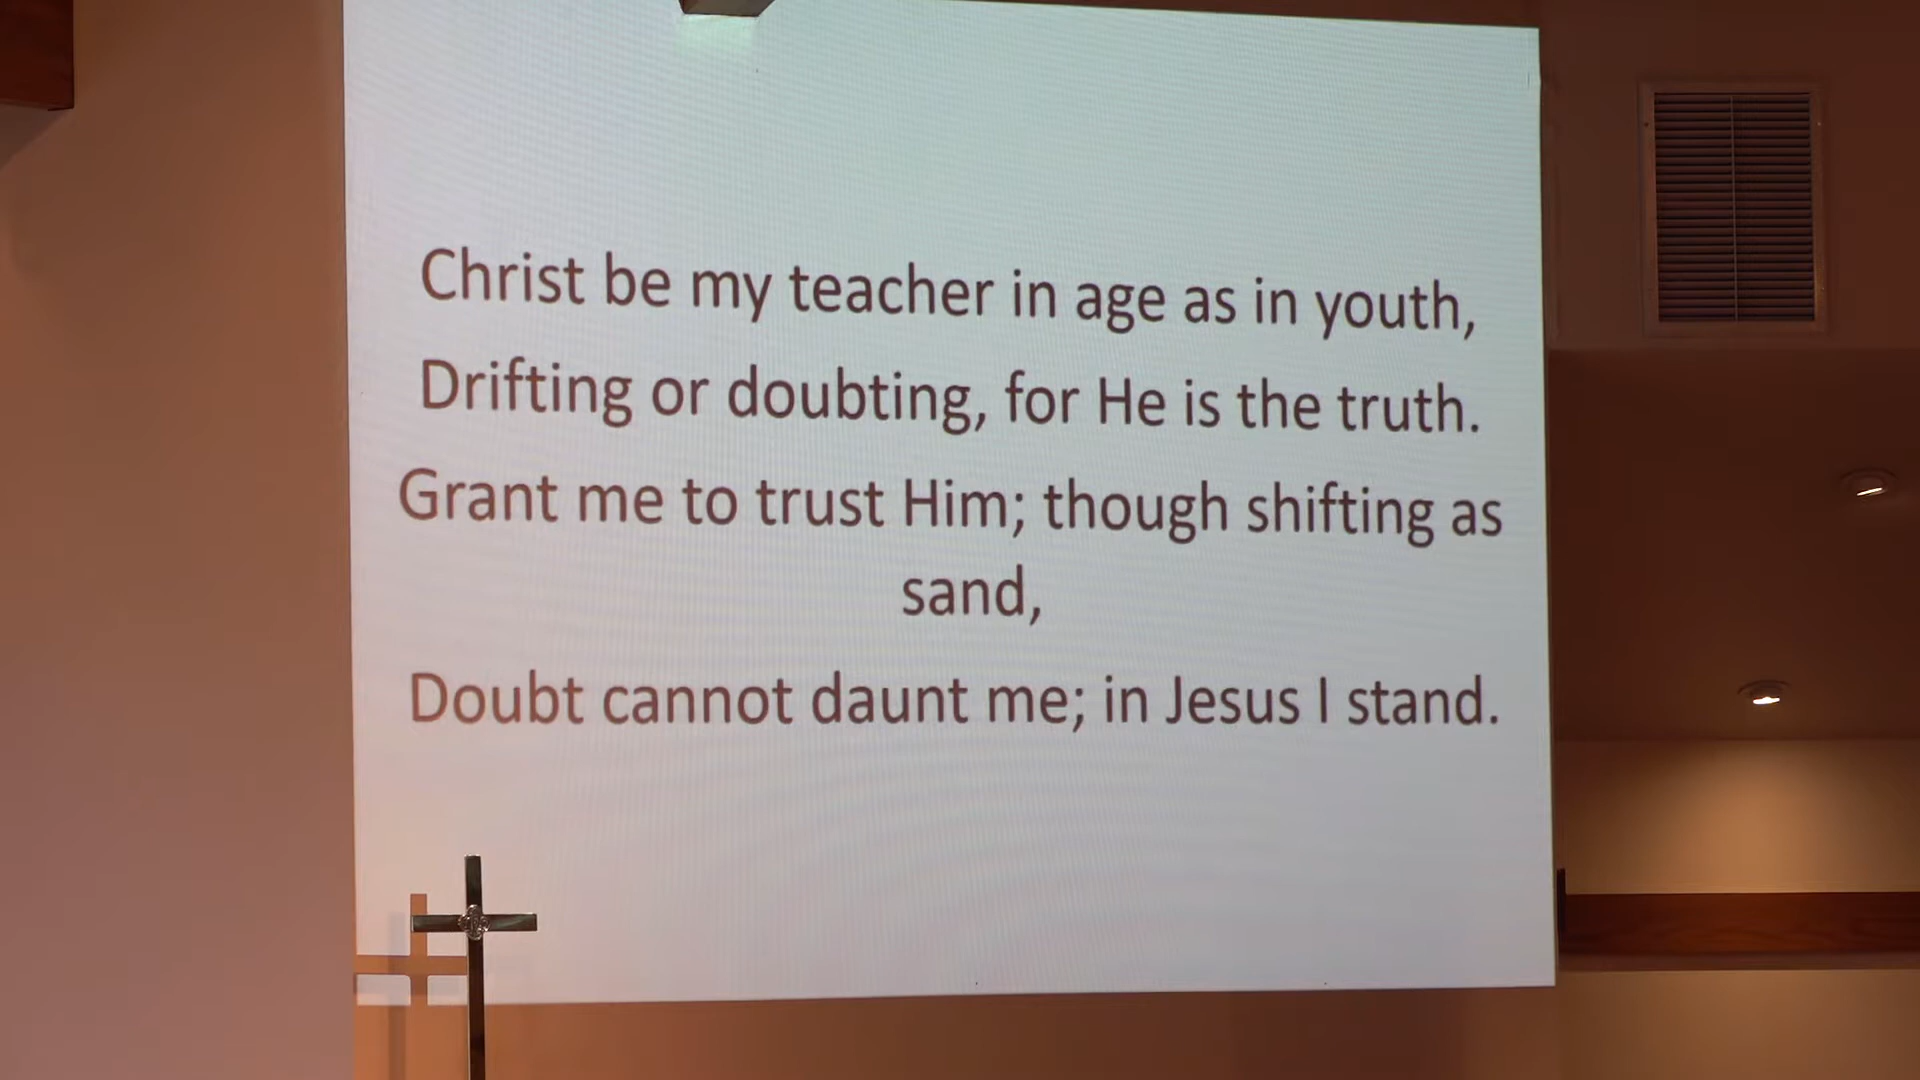 Christ be my teacher in age as in youth,
Drifting or doubting, for He is the truth.
Grant me to trust Him; though shifting as
sand,
Doubt cannot daunt me; in Jesus I stand.